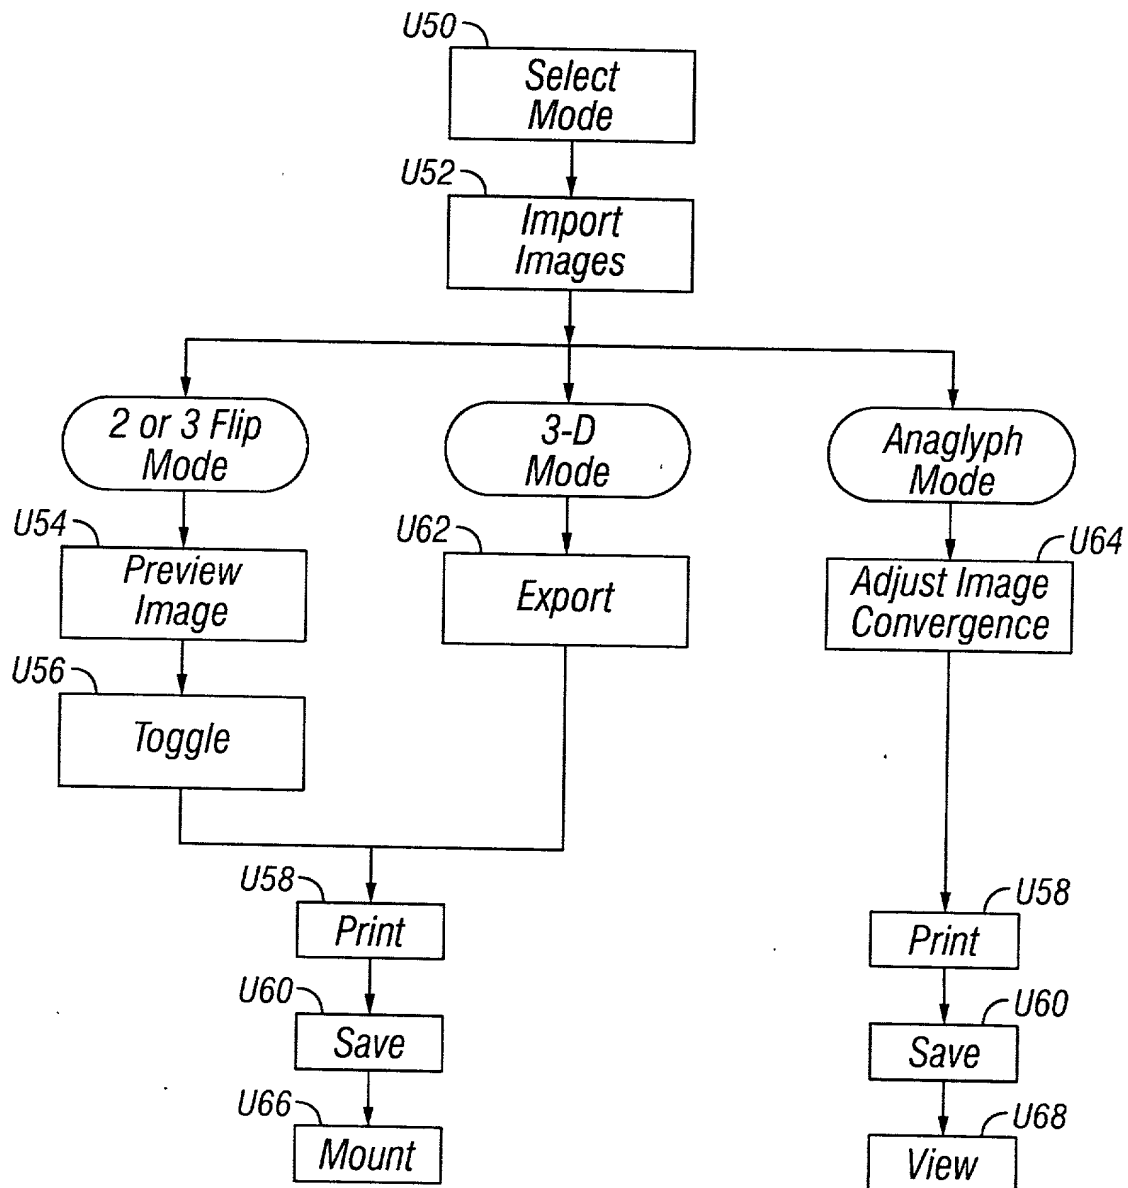 U50
Select
Mode
U52
Import
Images
2 or 3 Flip
Mode
3-D
Mode
Anaglyph
Mode
U54
Preview
Image
U62
Export
U64
Adjust Image
Convergence
U56
Toggle
U58
Print
U58
Print
U60
Save
U60
Save
U66
Mount
U68
View